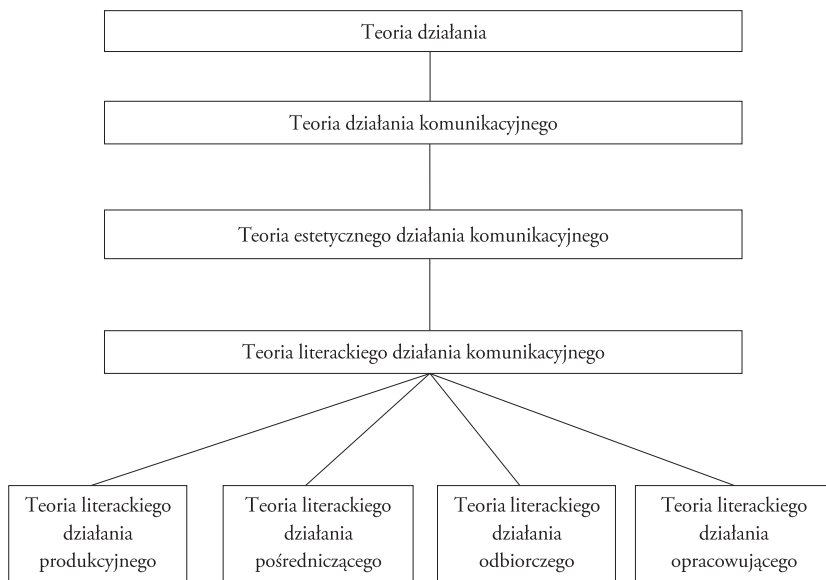 Teoria działania
Teoria działania komunikacyjnego
Teoria estetycznego działania komunikacyjnego
Teoria literackiego działania komunikacyjnego
Teoria literackiego
działania
produkcyjnego
Teoria literackiego
działania
pośredniczącego
Teoria literackiego
działania
odbiorczego
Teoria literackiego
działania
opracowującego